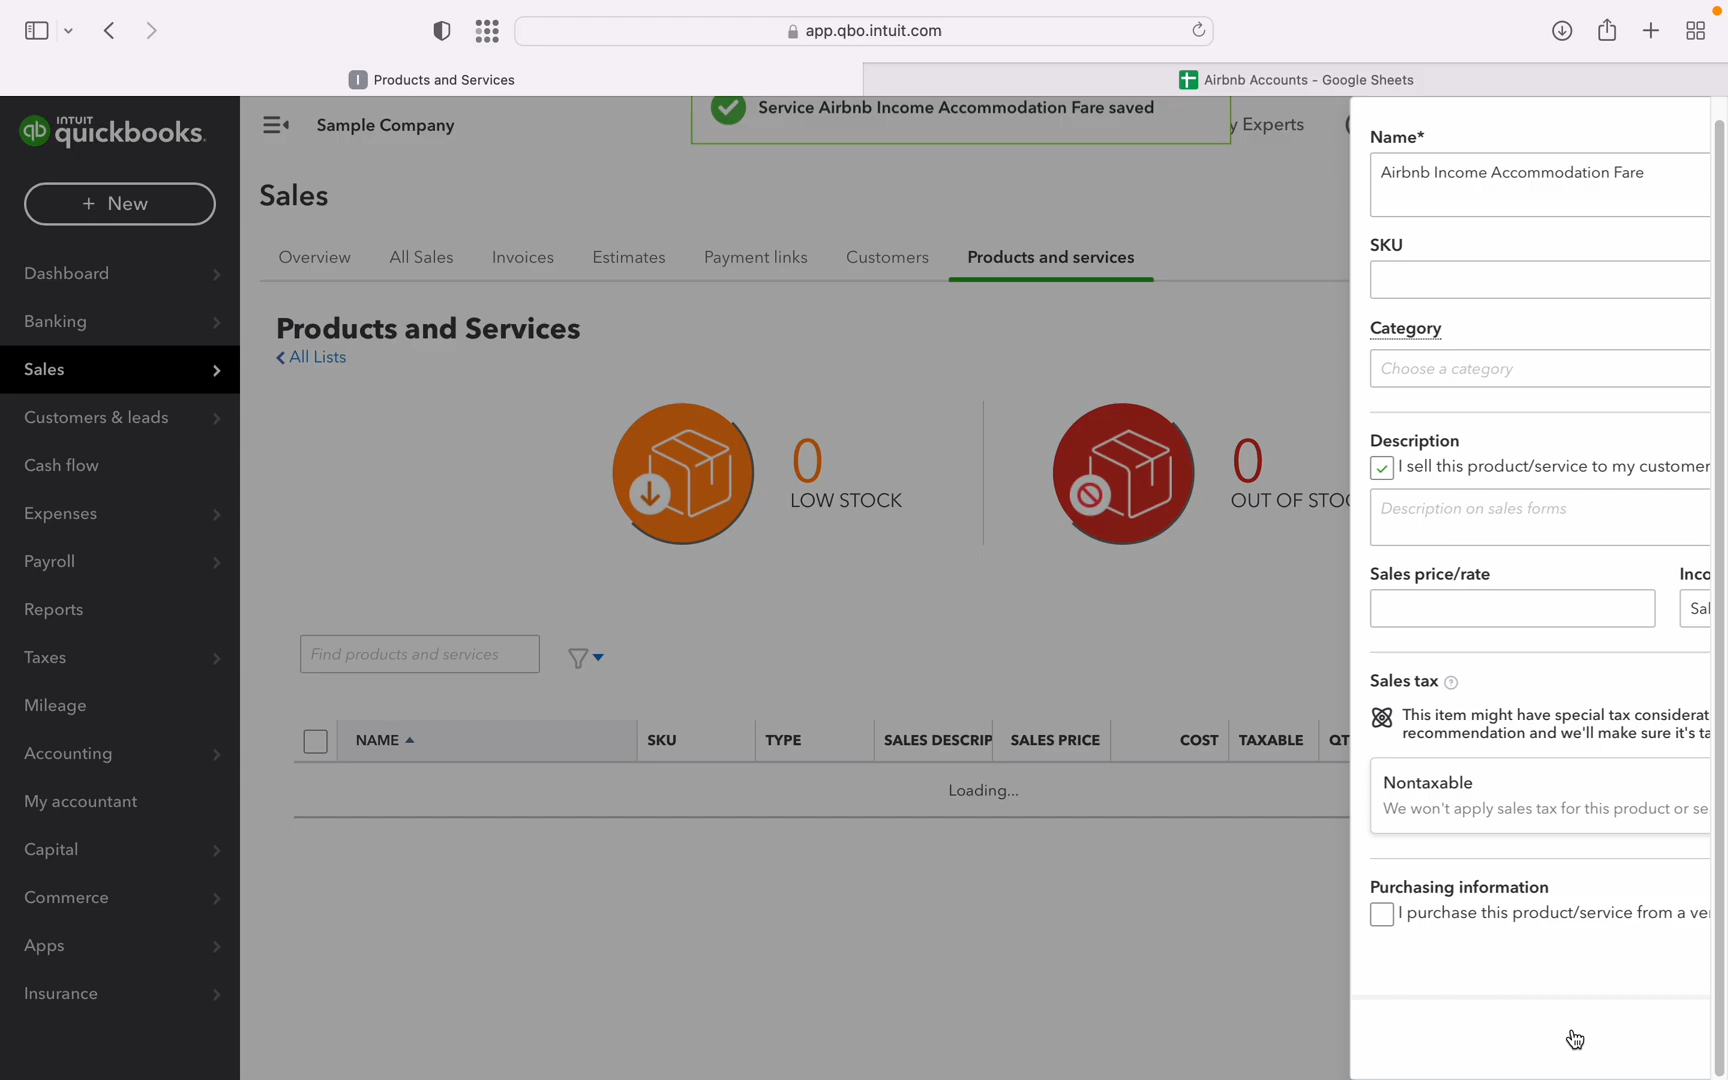 app.qbo.intuit.com
Products and Services
Airbnb Accounts - Google Sheets
INTUIT
quickbooks.
+ New
Dashboard
Banking
Sales
Customers & leads
Cash flow
Expenses
Payroll
Reports
Taxes
Mileage
Accounting
My accountant
Capital
Commerce
Apps
Insurance
Sample Company
Service Airbnb Income Accommodation Fare saved
y Experts
Sales
Overview
All Sales
Invoices
Estimates
Payment links
Customers
Products and services
Products and Services
All Lists
0
LOW STOCK
0
OUT OF STOC
Find products and services
NAME
SKU
TYPE
SALES DESCRIP
SALES PRICE
COST
TAXABLE
QT
Loading...
Name*
Airbnb Income Accommodation Fare
SKU
Category
Choose a category
Description
I sell this product/service to my customer
Description on sales forms
Sales price/rate
Inco
Sal
Sales tax
This item might have special tax considerat
recommendation and we'll make sure it's ta
Nontaxable
We won't apply sales tax for this product or se
Purchasing information
I purchase this product/service from a ve